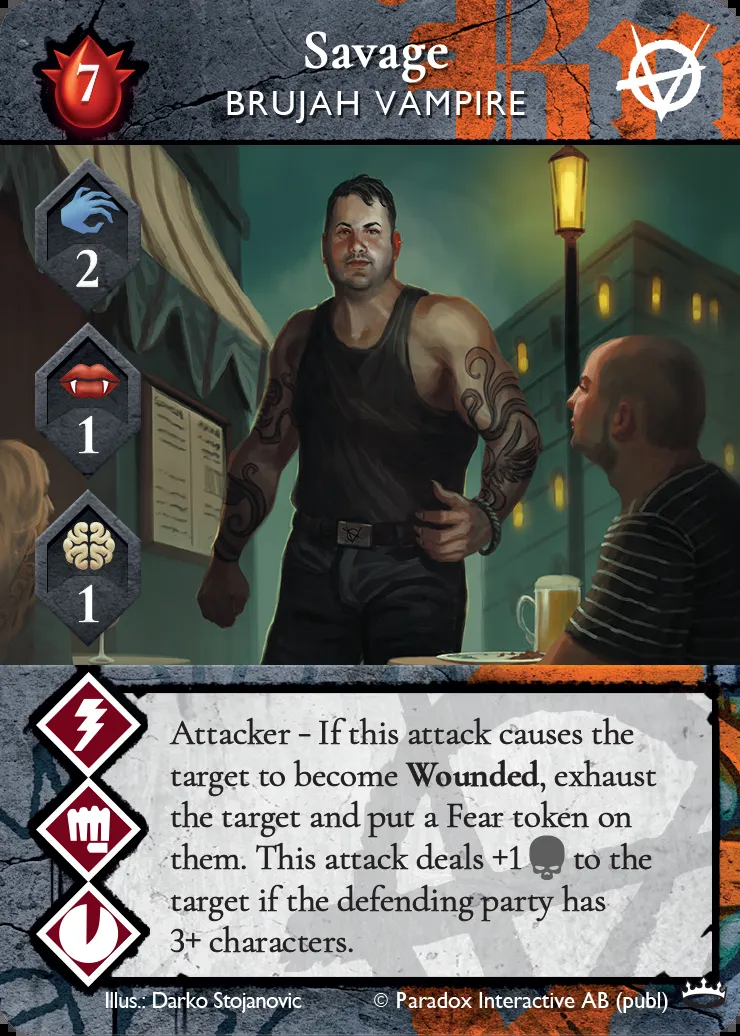 7
Savage
BRUJAH VAMPIRE
2
1
1
Attacker – If this attack causes the
target to become Wounded, exhaust
the target and put a Fear token on
them. This attack deals +1 to the
target if the defending party has
3+ characters.
Illus.: Darko Stojanovic © Paradox Interactive AB (publ)